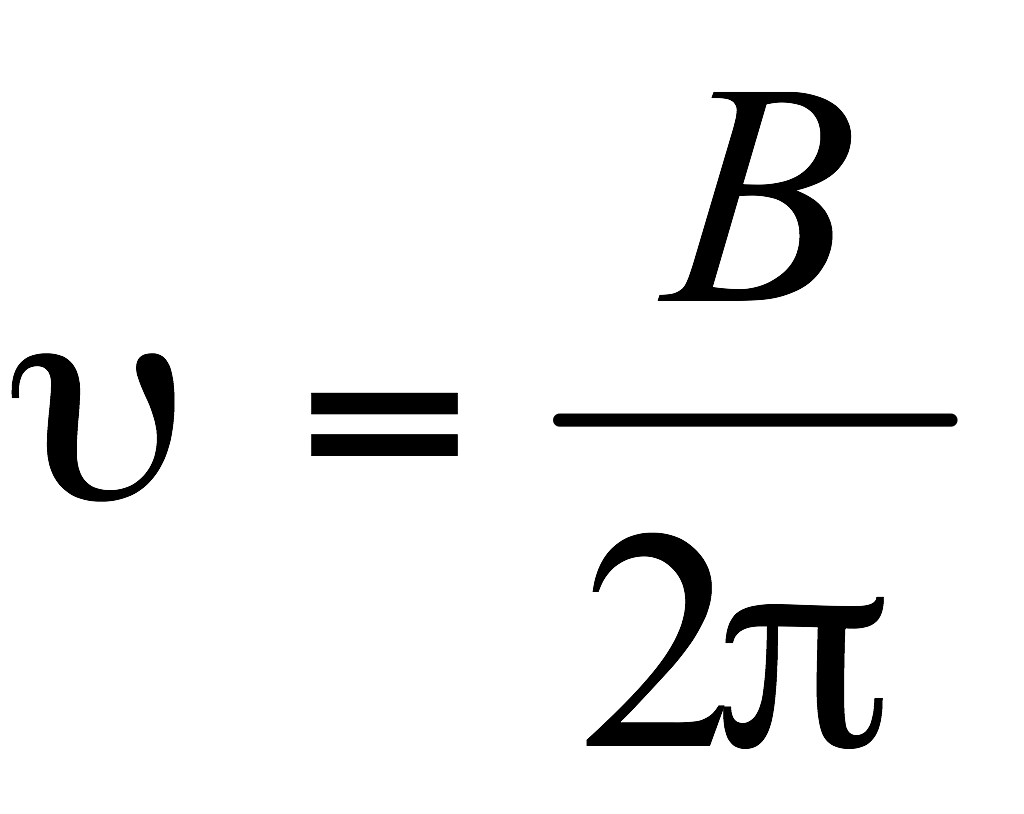 υ = B / 2π